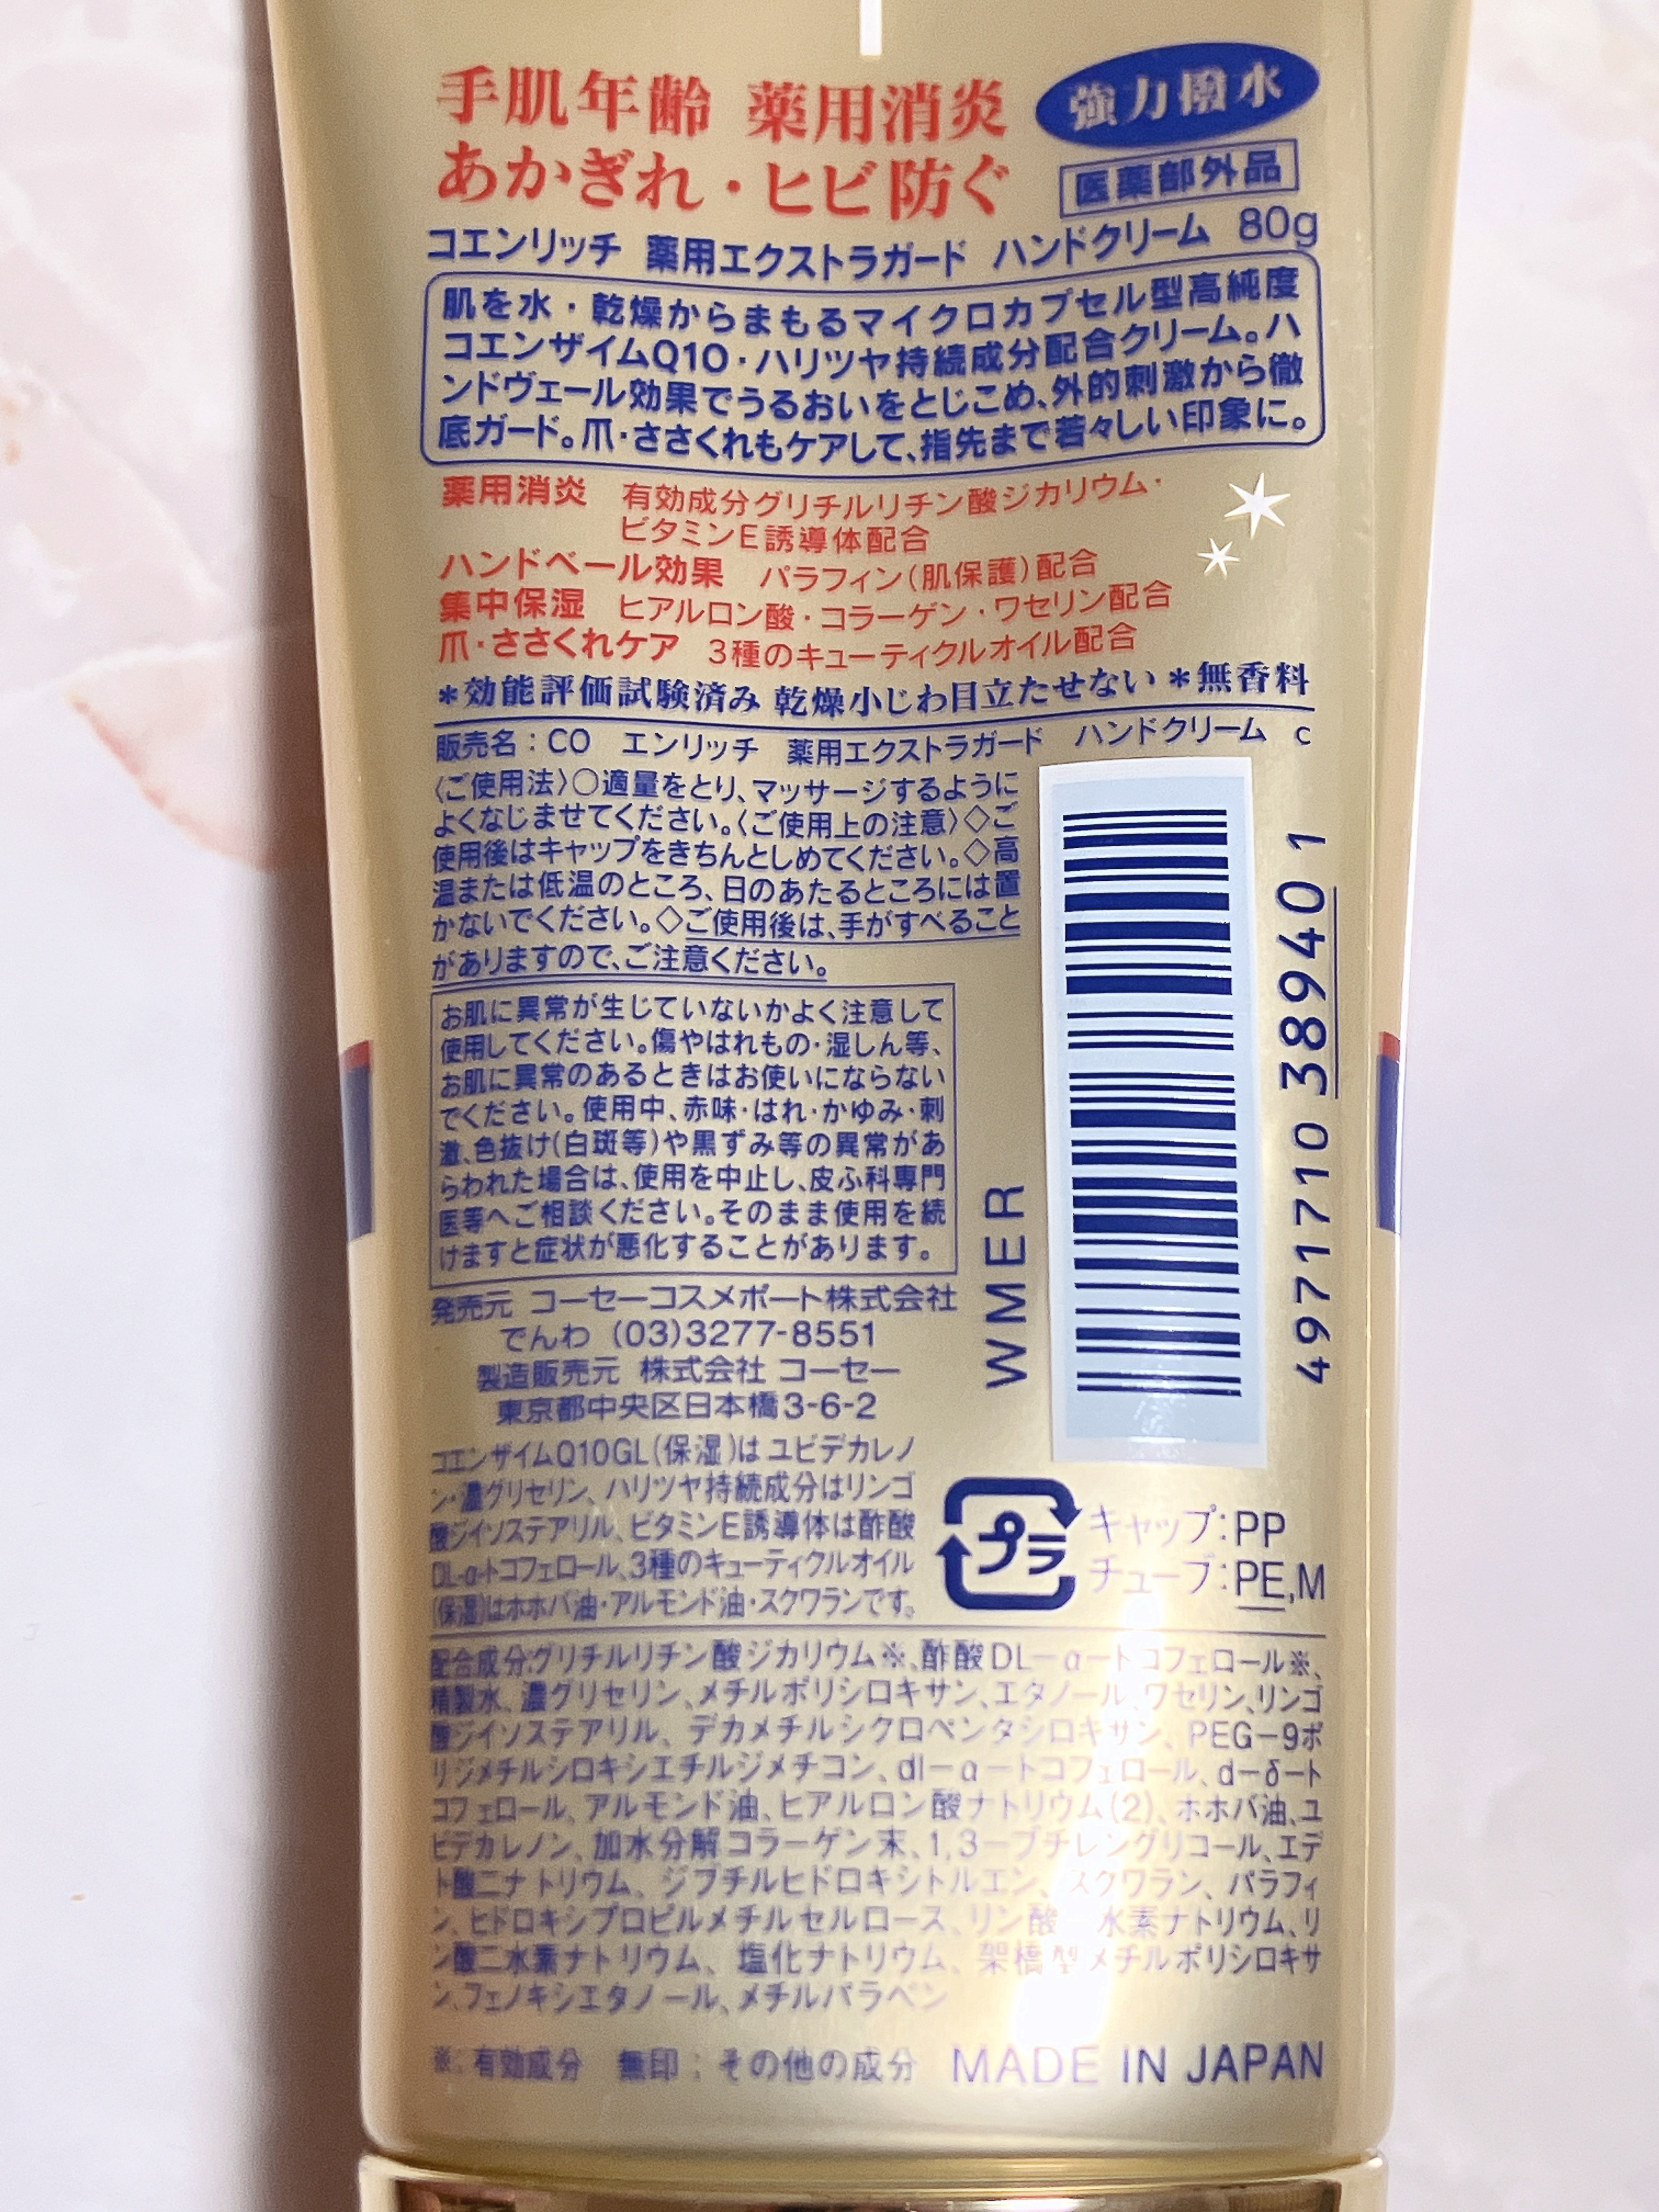 手肌年齢 薬用消炎
強力撥水
あかぎれ・ヒビ防ぐ
医薬部外品
コエンリッチ 薬用エクストラガード ハンドクリーム 80g
肌を水・乾燥からまもるマイクロカプセル型高純度
コエンザイムQ10・ハリツヤ持続成分配合クリーム。ハ
ンドヴェール効果でうるおいをとじこめ、外的刺激から徹
底ガード。爪・ささくれもケアして、指先まで若々しい印象に。
薬用消炎 有効成分グリチルリチン酸ジカリウム・
ビタミンE誘導体配合
ハンドベール効果 パラフィン(肌保護)配合
集中保湿 ヒアルロン酸・コラーゲン・ワセリン配合
爪・ささくれケア 3種のキューティクルオイル配合
*効能評価試験済み 乾燥小じわ目立たせない *無香料
販売名:CO エンリッチ 薬用エクストラガード ハンドクリーム c
〈ご使用法〉○適量をとり、マッサージするように
よくなじませてください。〈ご使用上の注意〉◇ご
使用後はキャップをきちんとしめてください。◇高
温または低温のところ、日のあたるところには置
かないでください。◇ご使用後は、手がすべること
がありますので、ご注意ください。
お肌に異常が生じていないかよく注意して
使用してください。傷やはれもの・湿しん等、
お肌に異常のあるときはお使いにならない
でください。使用中、赤味・はれ・かゆみ・刺
激、色抜け(白斑等)や黒ずみ等の異常があ
らわれた場合は、使用を中止し、皮ふ科専門
医等へご相談ください。そのまま使用を続
けますと症状が悪化することがあります。
発売元 コーセーコスメポート株式会社
でんわ (03)3277-8551
製造販売元 株式会社 コーセー
東京都中央区日本橋3-6-2
WMER
4971710 389401
コエンザイムQ10GL(保湿)は ユビデカレノ
ン・濃グリセリン、ハリツヤ持続成分はリンゴ
酸ジイソステアリル、ビタミンE誘導体は酢酸
DL-α-トコフェロール、3種のキューティクルオイル
(保湿)はホホバ油・アルモンド油・スクワランです。
プラ
キャップ:PP
チューブ:PE,M
配合成分:グリチルリチン酸ジカリウム※、酢酸DL-α-トコフェロール※、
精製水、濃グリセリン、メチルポリシロキサン、エタノール、ワセリン、リンゴ
酸ジイソステアリル、デカメチルシクロペンタシロキサン、PEG-9ポ
リジメチルシロキシエチルジメチコン、dl-α-トコフェロール、d-δ-ト
コフェロール、アルモンド油、ヒアルロン酸ナトリウム(2)、ホホバ油、ユ
ビデカレノン、加水分解コラーゲン末、1,3-ブチレングリコール、エデ
ト酸二ナトリウム、ジブチルヒドロキシトルエン、スクワラン、パラフィ
ン、ヒドロキシプロピルメチルセルロース、リン酸 水素ナトリウム、リ
ン酸二水素ナトリウム、塩化ナトリウム、架橋型メチルポリシロキサ
ン、フェノキシエタノール、メチルパラベン
※:有効成分 無印:その他の成分 MADE IN JAPAN